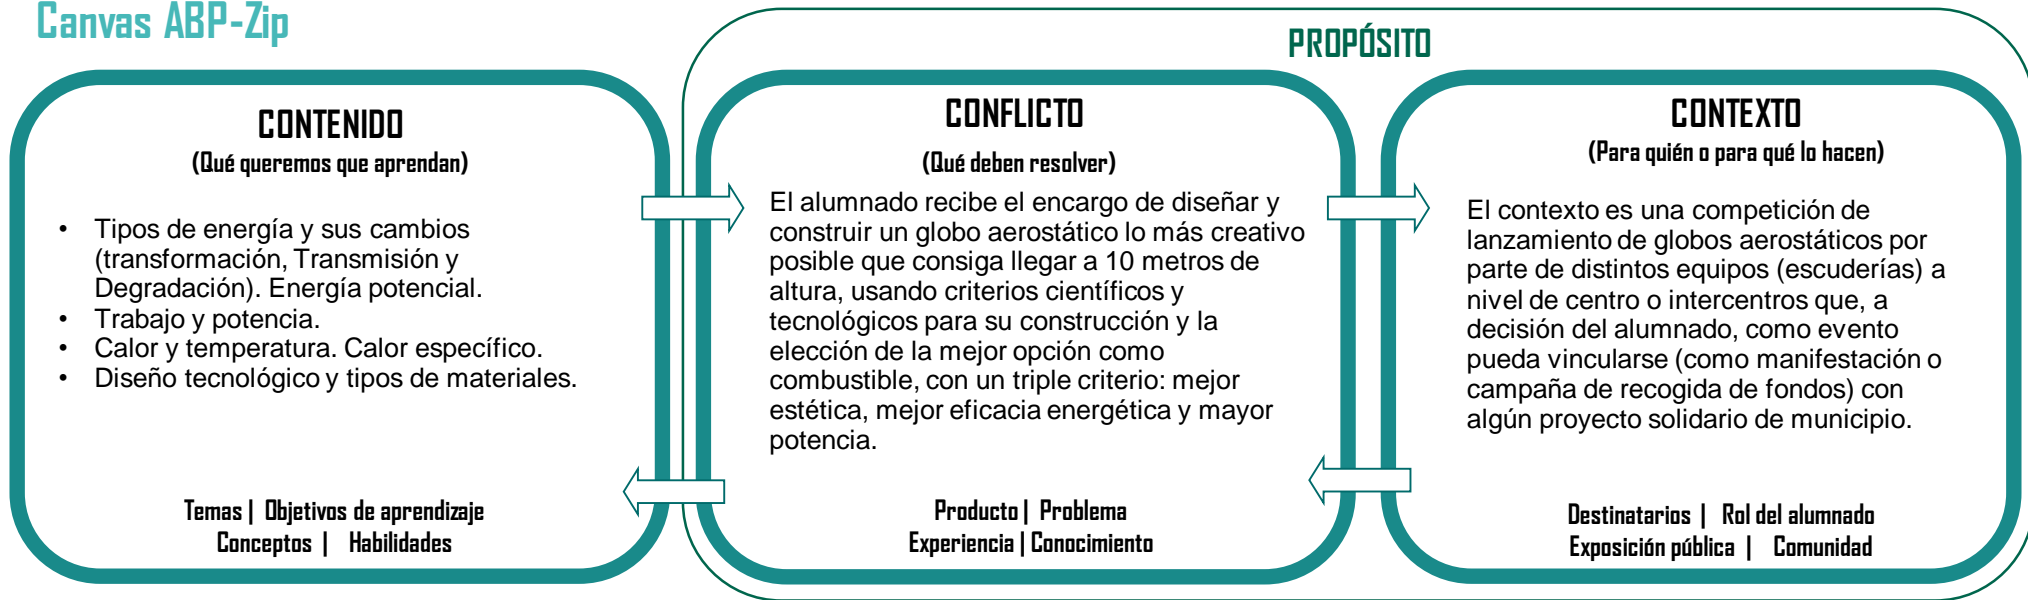 Canvas ABP-Zip
PROPÓSITO
CONTENIDO
(Qué queremos que aprendan)
• Tipos de energía y sus cambios
(transformación, Transmisión y
Degradación). Energía potencial.
• Trabajo y potencia.
• Calor y temperatura. Calor específico.
• Diseño tecnológico y tipos de materiales.
Temas | Objetivos de aprendizaje
Conceptos | Habilidades
CONFLICTO
(Qué deben resolver)
El alumnado recibe el encargo de diseñar y
construir un globo aerostático lo más creativo
posible que consiga llegar a 10 metros de
altura, usando criterios científicos y
tecnológicos para su construcción y la
elección de la mejor opción como
combustible, con un triple criterio: mejor
estética, mejor eficacia energética y mayor
potencia.
Producto | Problema
Experiencia | Conocimiento
CONTEXTO
(Para quién o para qué lo hacen)
El contexto es una competición de
lanzamiento de globos aerostáticos por
parte de distintos equipos (escuderías) a
nivel de centro o intercentros que, a
decisión del alumnado, como evento
pueda vincularse (como manifestación o
campaña de recogida de fondos) con
algún proyecto solidario de municipio.
Destinatarios | Rol del alumnado
Exposición pública | Comunidad